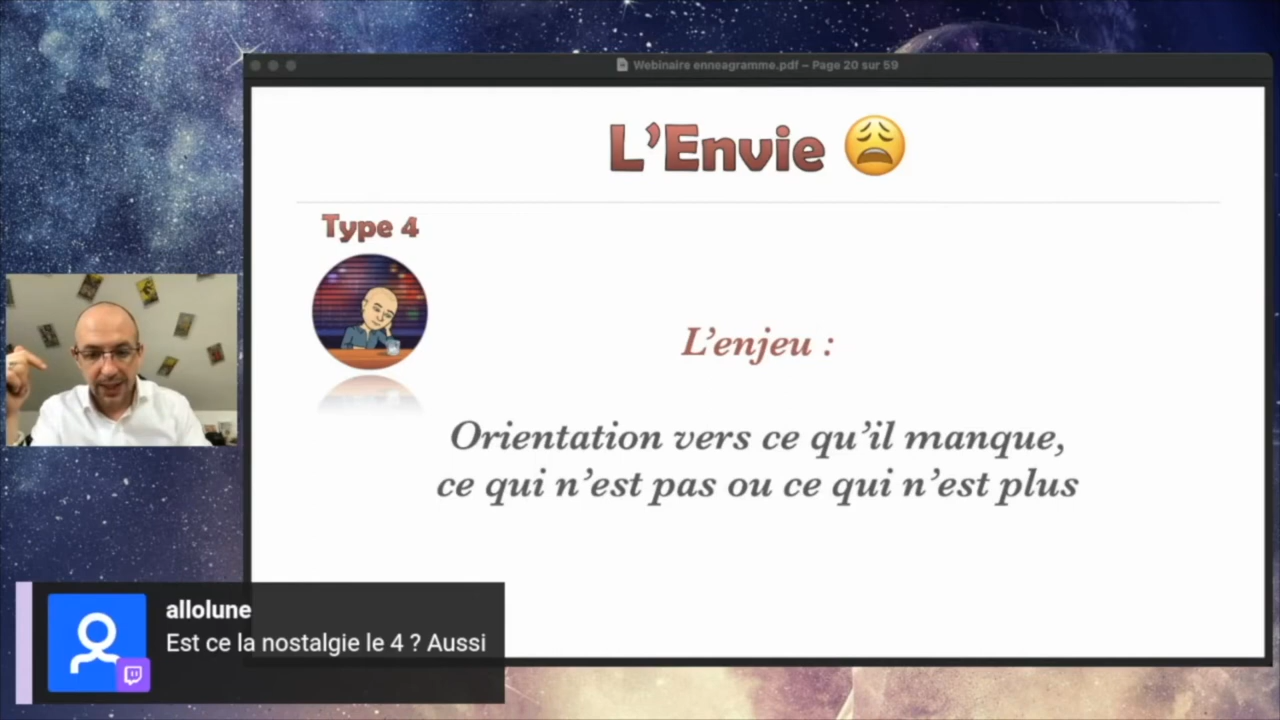 Webinaire enneagramme.pdf – Page 20 sur 59
L'Envie
Type 4
L'enjeu :
Orientation vers ce qu'il manque,
ce qui n'est pas ou ce qui n'est plus
allolune
Est ce la nostalgie le 4 ? Aussi